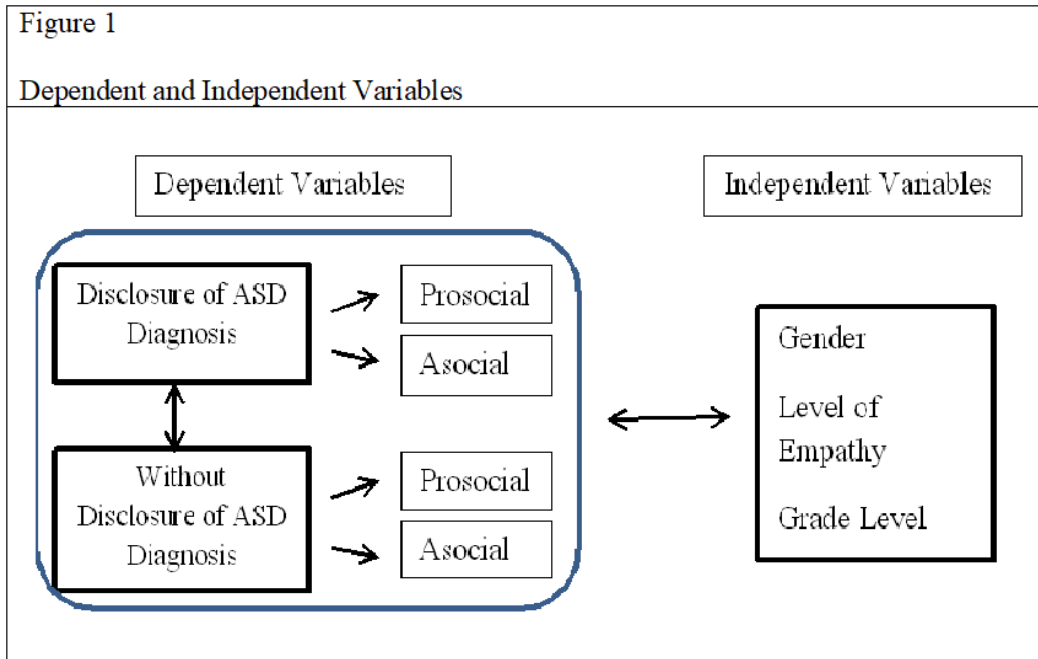 Figure 1
Dependent and Independent Variables
Dependent Variables
Independent Variables
Disclosure of ASD
Diagnosis
Prosocial
Asocial
Without
Disclosure of ASD
Diagnosis
Prosocial
Asocial
Gender
Level of
Empathy
Grade Level